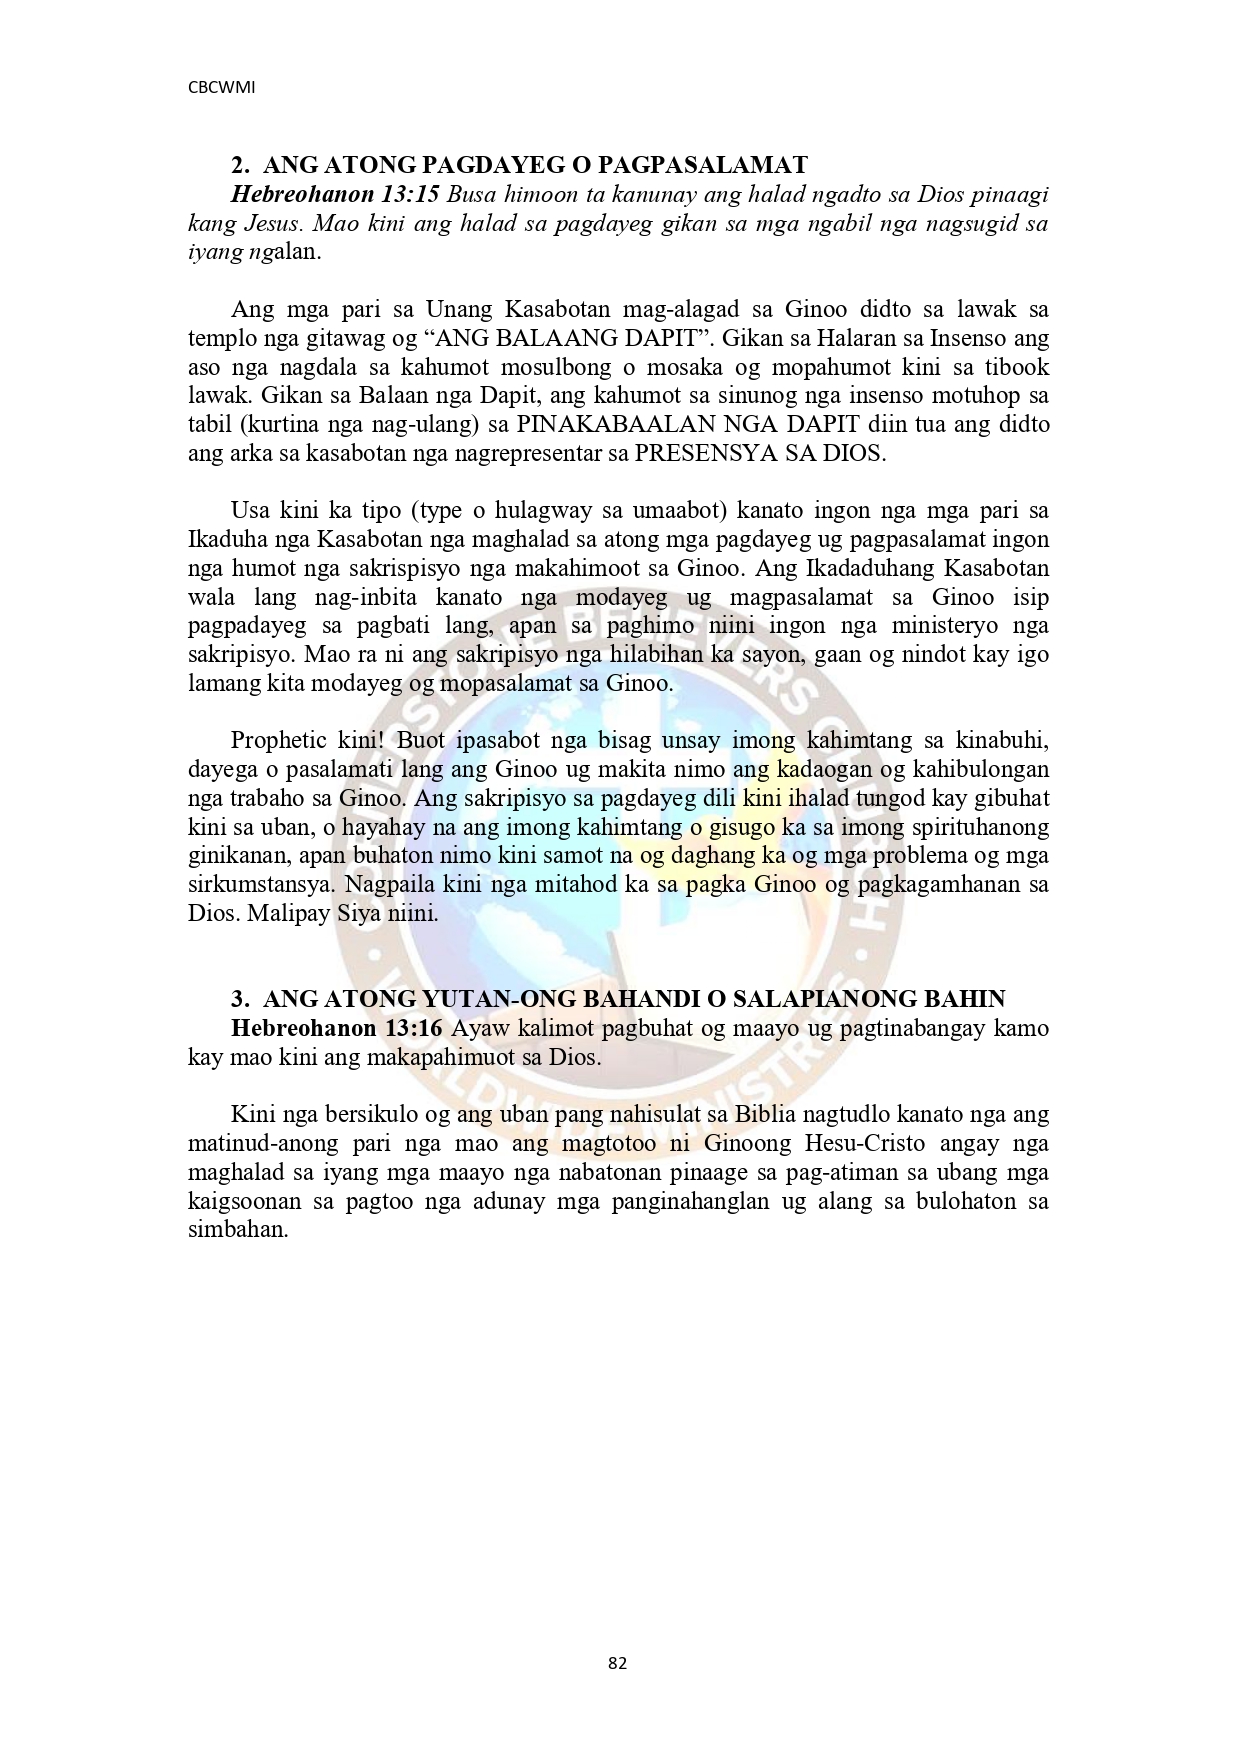 CBCWMI
2. ANG ATONG PAGDAYEG O PAGPASALAMAT
Hebreohanon 13:15 Busa himoon ta kanunay ang halad ngadto sa Dios pinaagi
kang Jesus. Mao kini ang halad sa pagdayeg gikan sa mga ngabil nga nagsugid sa
iyang ngalan.
Ang mga pari sa Unang Kasabotan mag-alagad sa Ginoo didto sa lawak sa
templo nga gitawag og “ANG BALAANG DAPIT”. Gikan sa Halaran sa Insenso ang
aso nga nagdala sa kahumot mosulbong o mosaka og mopahumot kini sa tibook
lawak. Gikan sa Balaan nga Dapit, ang kahumot sa sinunog nga insenso motuhop sa
tabil (kurtina nga nag-ulang) sa PINAKABAALAN NGA DAPIT diin tua ang didto
ang arka sa kasabotan nga nagrepresentar sa PRESENSYA SA DIOS.
Usa kini ka tipo (type o hulagway sa umaabot) kanato ingon nga mga pari sa
Ikaduha nga Kasabotan nga maghalad sa atong mga pagdayeg ug pagpasalamat ingon
nga humot nga sakrispisyo nga makahimoot sa Ginoo. Ang Ikadaduhang Kasabotan
wala lang nag-inbita kanato nga modayeg ug magpasalamat sa Ginoo isip
pagpadayeg sa pagbati lang, apan sa paghimo niini ingon nga ministeryo nga
sakripisyo. Mao ra ni ang sakripisyo nga hilabihan ka sayon, gaan og nindot kay igo
lamang kita modayeg og mopasalamat sa Ginoo.
Prophetic kini! Buot ipasabot nga bisag unsay imong kahimtang sa kinabuhi,
dayega o pasalamati lang ang Ginoo ug makita nimo ang kadaogan og kahibulongan
nga trabaho sa Ginoo. Ang sakripisyo sa pagdayeg dili kini ihalad tungod kay gibuhat
kini sa uban, o hayahay na ang imong kahimtang o gisugo ka sa imong spirituhanong
ginikanan, apan buhaton nimo kini samot na og daghang ka og mga problema og mga
sirkumstansya. Nagpaila kini nga mitahod ka sa pagka Ginoo og pagkagamhanan sa
Dios. Malipay Siya niini.
3. ANG ATONG YUTAN-ONG BAHANDI O SALAPIANONG BAHIN
Hebreohanon 13:16 Ayaw kalimot pagbuhat og maayo ug pagtinabangay kamo
kay mao kini ang makapahimuot sa Dios.
Kini nga bersikulo og ang uban pang nahisulat sa Biblia nagtudlo kanato nga ang
matinud-anong pari nga mao ang magtotoo ni Ginoong Hesu-Cristo angay nga
maghalad sa iyang mga maayo nga nabatonan pinaage sa pag-atiman sa ubang mga
kaigsoonan sa pagtoo nga adunay mga panginahanglan ug alang sa bulohaton sa
simbahan.
CORNERSTONE BELIEVERS CHURCH
• WORLDWIDE MINISTRIES •
82